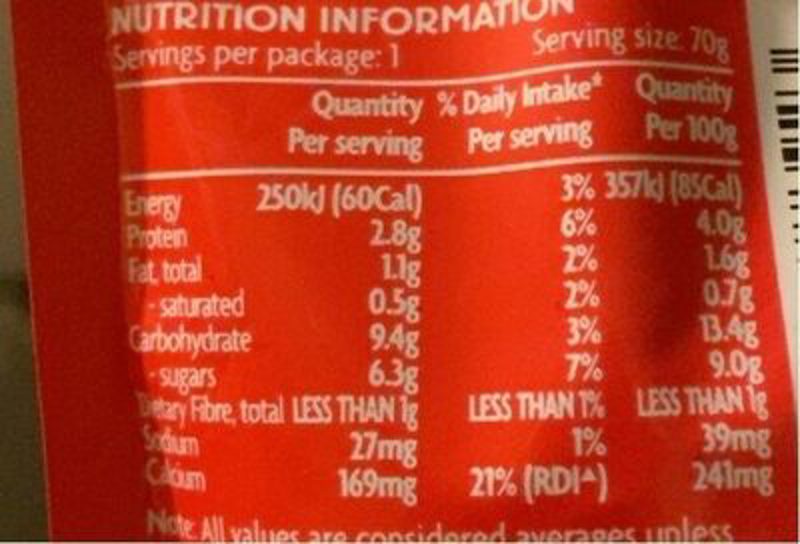 NUTRITION INFORMATION
Servings per package: 1 Serving size: 70g
Quantity % Daily Intake* Quantity
Per serving Per serving Per 100g
Energy 250kJ (60Cal) 3% 357kJ (85Cal)
Protein 2.8g 6% 4.0g
Fat, total 1.1g 2% 1.6g
- saturated 0.5g 2% 0.7g
Carbohydrate 9.4g 3% 13.4g
- sugars 6.3g 7% 9.0g
Dietary Fibre, total LESS THAN 1g LESS THAN 1% LESS THAN 1g
Sodium 27mg 1% 39mg
Calcium 169mg 21% (RDI^) 241mg
Note: All values are considered averages unless